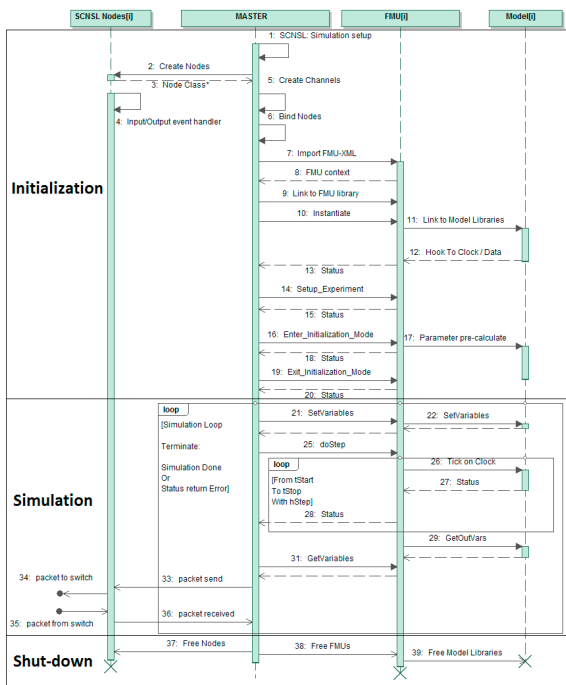 SCNSL Nodes[i]
MASTER
FMU[i]
Model[i]
1: SCNSL: Simulation setup
2: Create Nodes
3: Node Class*
5: Create Channels
4: Input/Output event handler
6: Bind Nodes
7: Import FMU-XML
8: FMU context
Initialization
9: Link to FMU library
10: Instantiate
11: Link to Model Libraries
12: Hook To Clock / Data
13: Status
14: Setup_Experiment
15: Status
16: Enter_Initialization_Mode
17: Parameter pre-calculate
18: Status
19: Exit_Initialization_Mode
20: Status
loop
21: SetVariables
22: SetVariables
[Simulation Loop
Terminate:
Simulation Done
Or
Status return Error]
25: doStep
loop
26: Tick on Clock
[From tStart
To tStop
With hStep]
27: Status
Simulation
28: Status
29: GetOutVars
31: GetVariables
34: packet to switch
33: packet send
36: packet received
35: packet from switch
37: Free Nodes
38: Free FMUs
39: Free Model Libraries
Shut-down